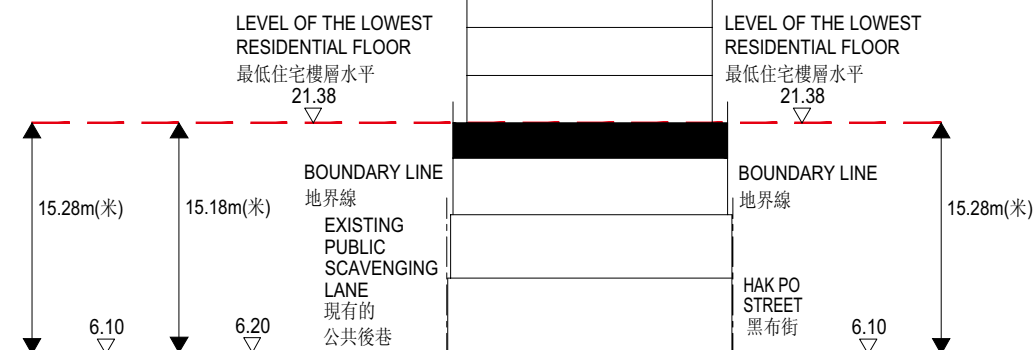 LEVEL OF THE LOWEST
RESIDENTIAL FLOOR
最低住宅樓層水平
21.38
LEVEL OF THE LOWEST
RESIDENTIAL FLOOR
最低住宅樓層水平
21.38
BOUNDARY LINE
地界線
BOUNDARY LINE
地界線
15.28m(米)
15.18m(米)
15.28m(米)
EXISTING
PUBLIC
SCAVENGING
LANE
現有的
公共後巷
HAK PO
STREET
黑布街
6.10
6.20
6.10